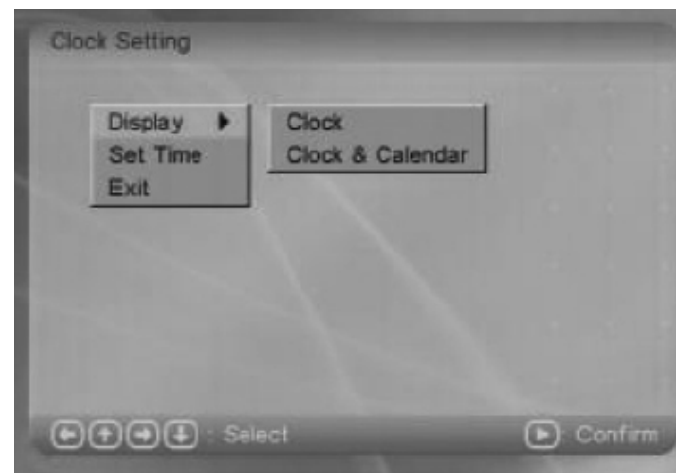 Clock Setting
Display
Set Time
Exit
Clock
Clock & Calendar
: Select
: Confirm